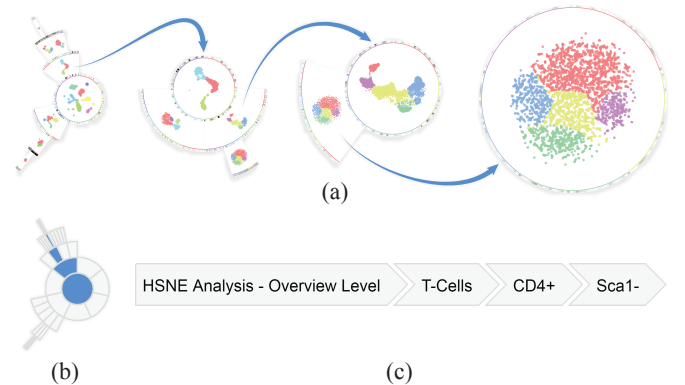 (a)
HSNE Analysis - Overview Level
T-Cells
CD4+
Sca1-
(b)
(c)